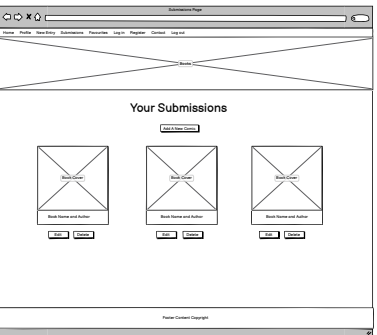 Submissions Page
Home Profile New Entry Submissions Favourites Log in Register Contact Log out
Books
Your Submissions
Add A New Comic
Book Cover Book Cover Book Cover
Book Name and Author Book Name and Author Book Name and Author
Edit Delete Edit Delete Edit Delete
Footer Content Copyright